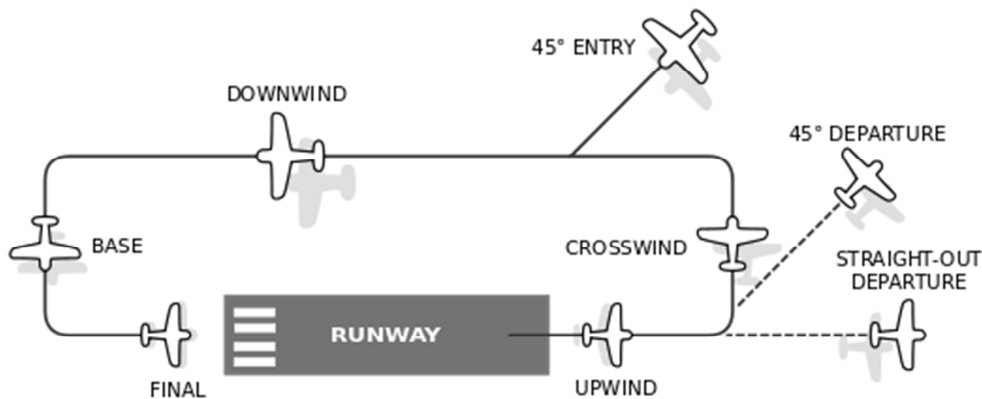 45° ENTRY
DOWNWIND
45° DEPARTURE
BASE
CROSSWIND
STRAIGHT-OUT
DEPARTURE
RUNWAY
FINAL
UPWIND